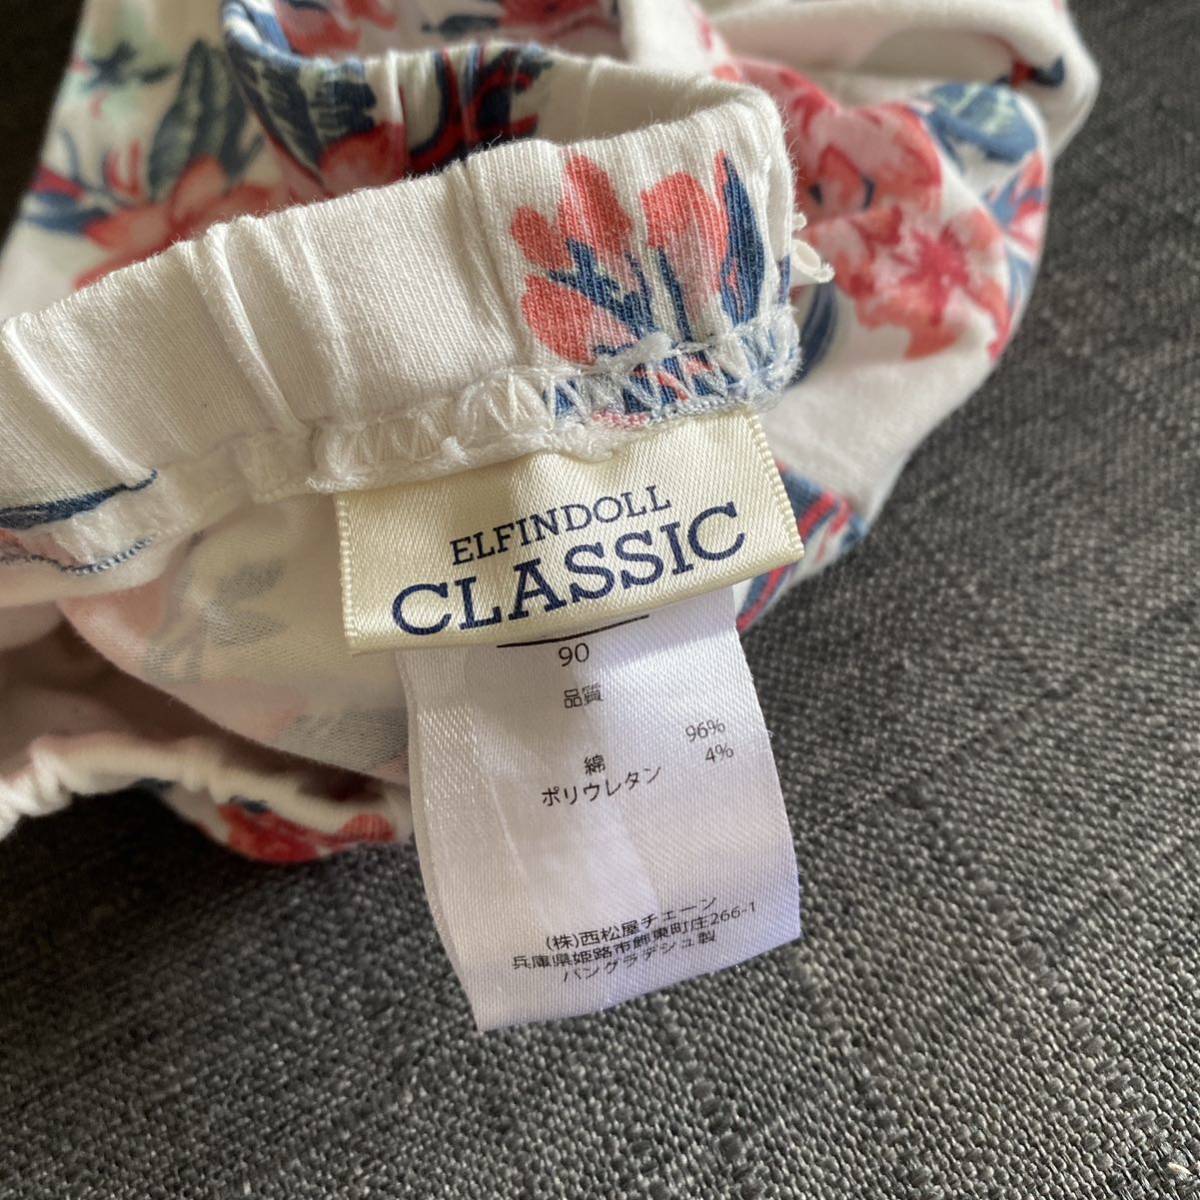 ELFINDOLL
CLASSIC
90
品質
綿 96%
ポリウレタン 4%
(株)西松屋チェーン
兵庫県姫路市飾東町庄266-1
バングラデシュ製